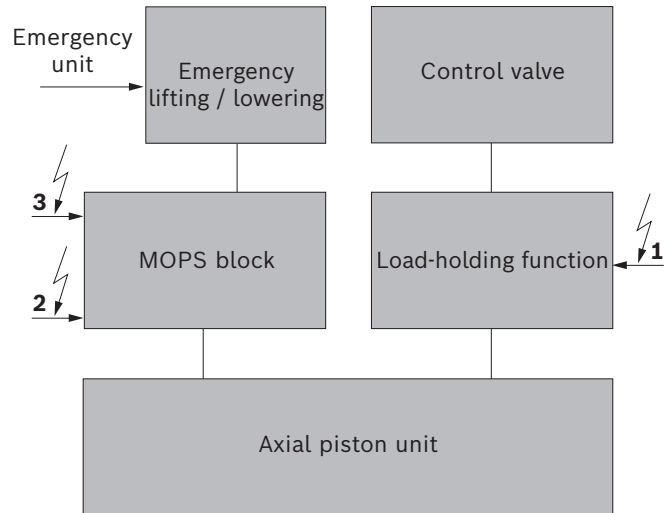 Emergency
unit
Emergency
lifting / lowering
Control valve
3
MOPS block
2
Load-holding function
1
Axial piston unit